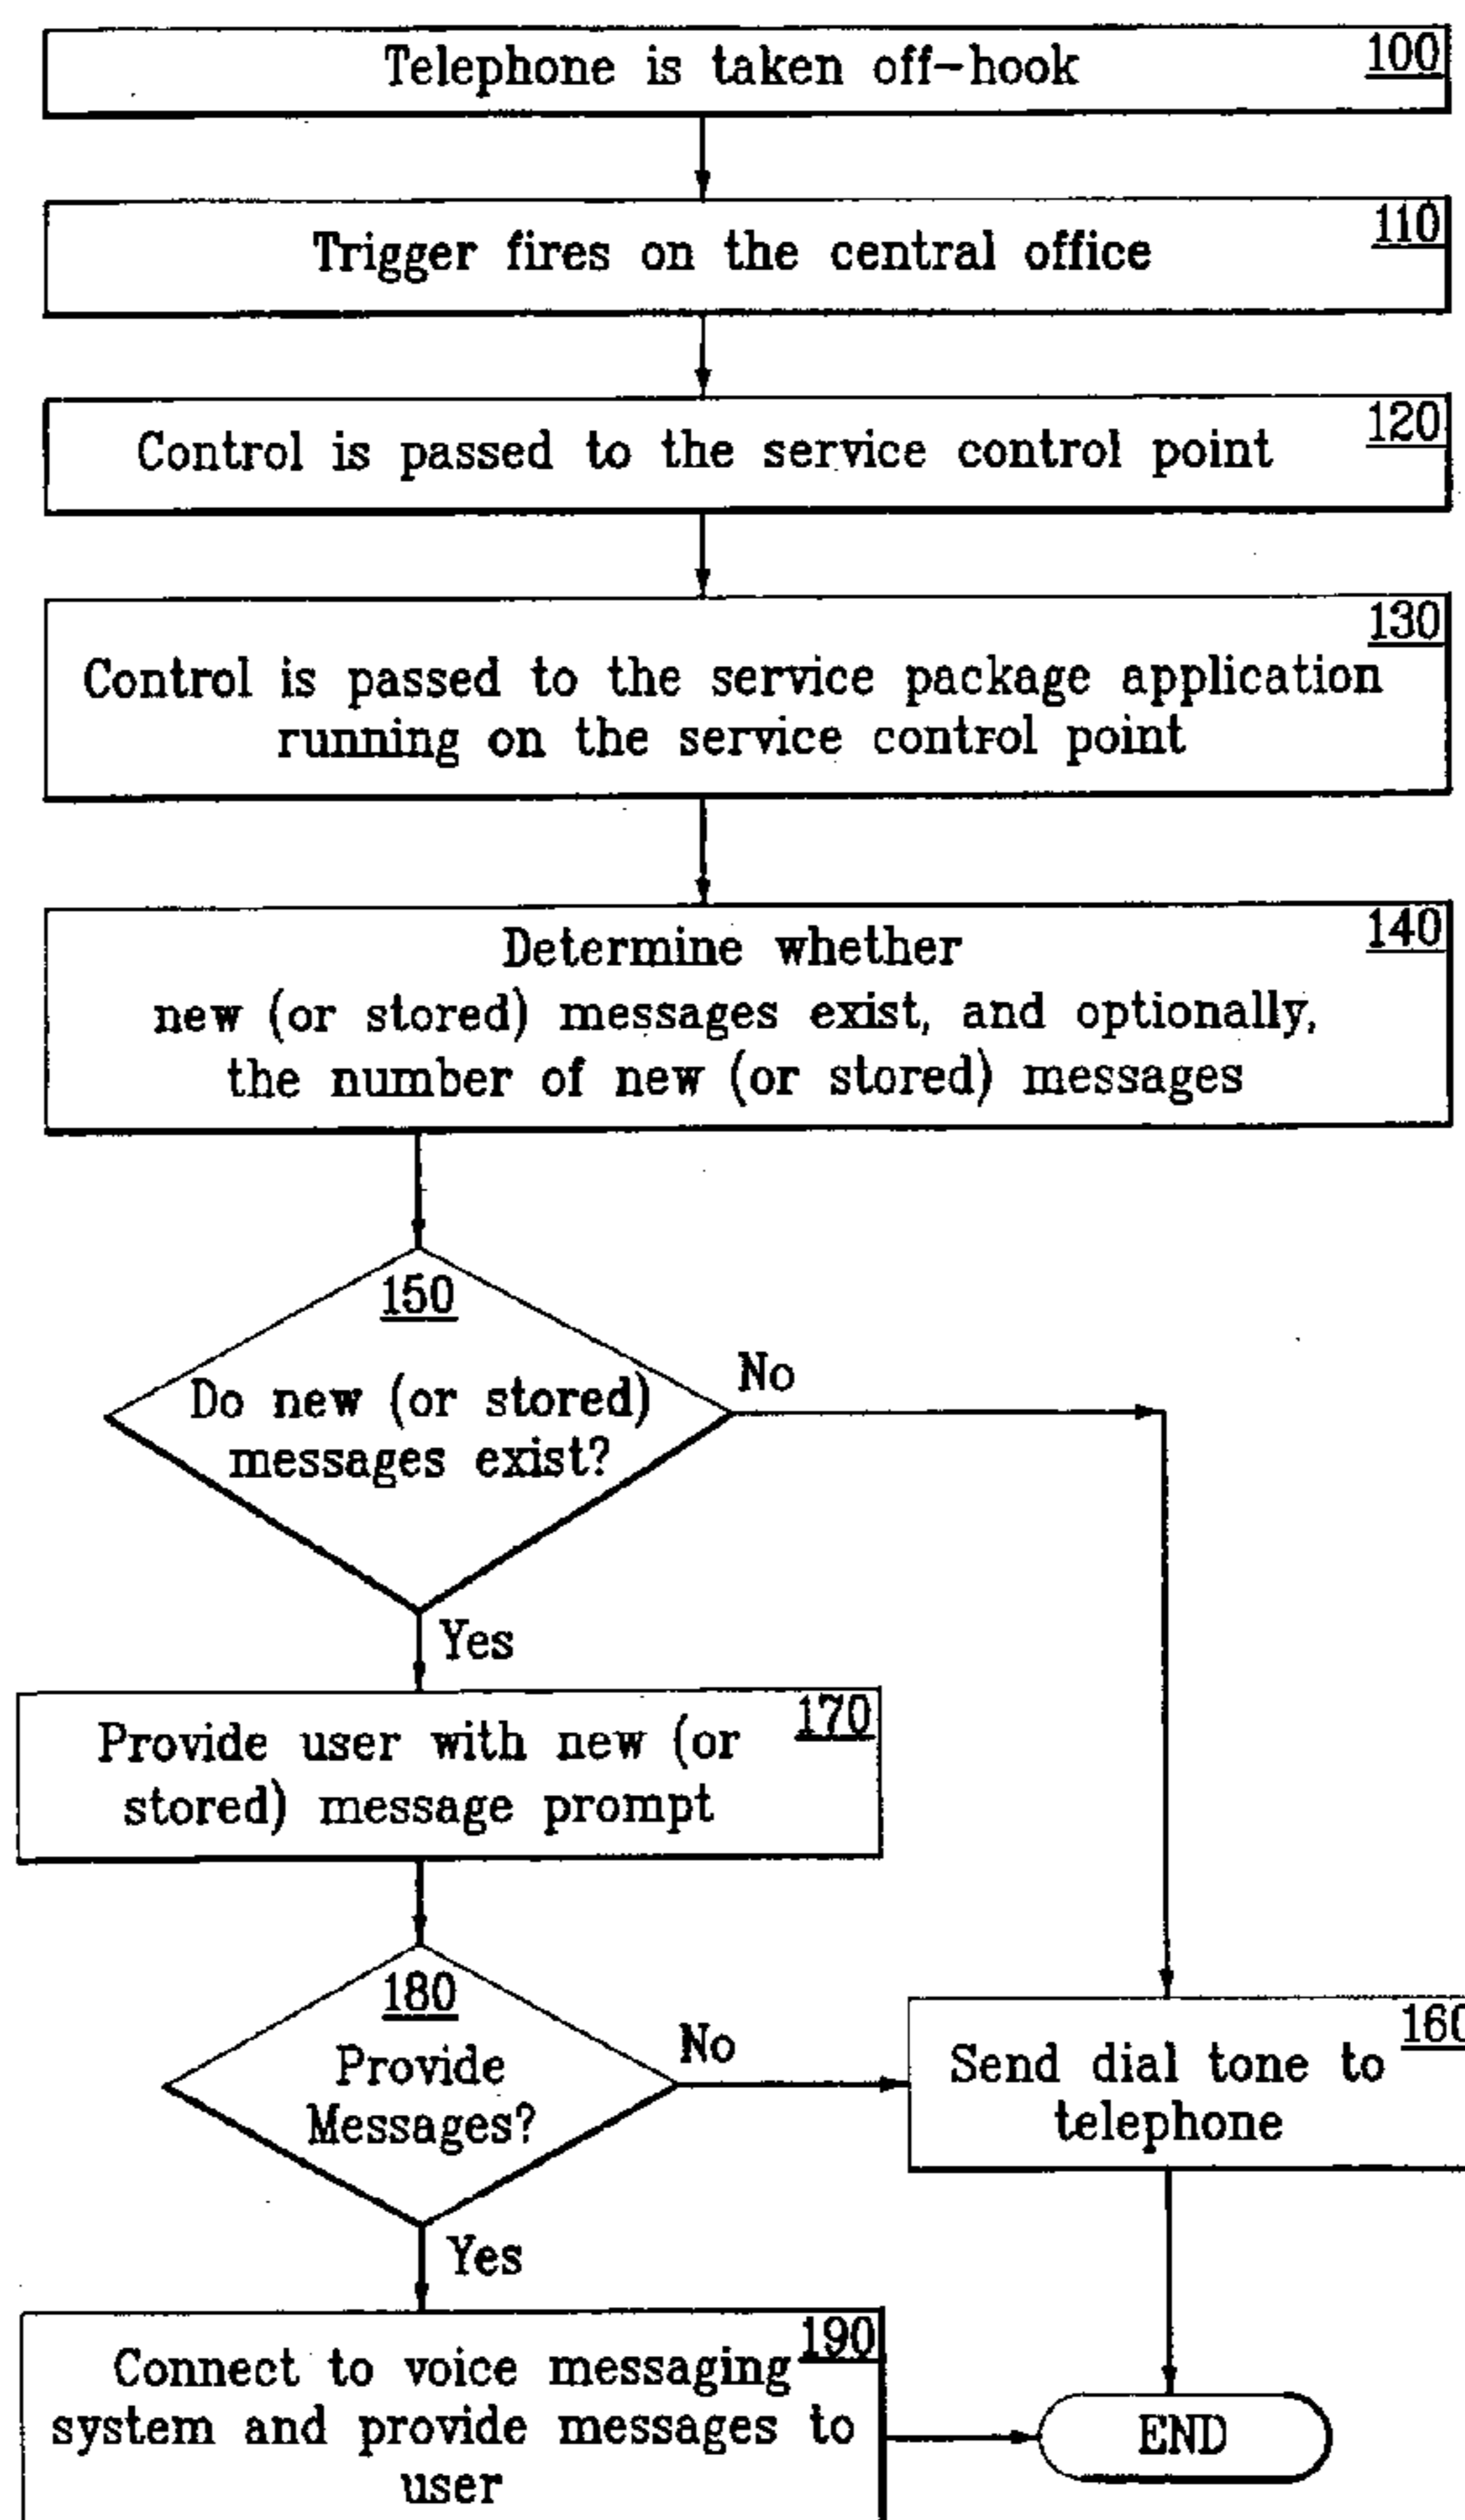 Telephone is taken off-hook
100
Trigger fires on the central office
110
Control is passed to the service control point
120
130
Control is passed to the service package application
running on the service control point
140
Determine whether
new (or stored) messages exist, and optionally,
the number of new (or stored) messages
150
Do new (or stored)
messages exist?
No
Yes
170
Provide user with new (or
stored) message prompt
180
Provide
Messages?
No
Yes
160
Send dial tone to
telephone
190
Connect to voice messaging
system and provide messages to
user
END